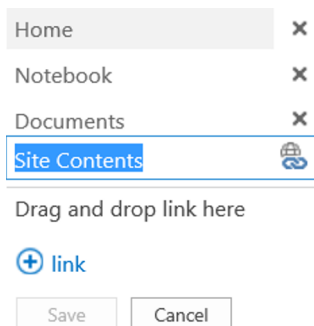 Home
Notebook
Documents
Site Contents
Drag and drop link here
link
Save
Cancel